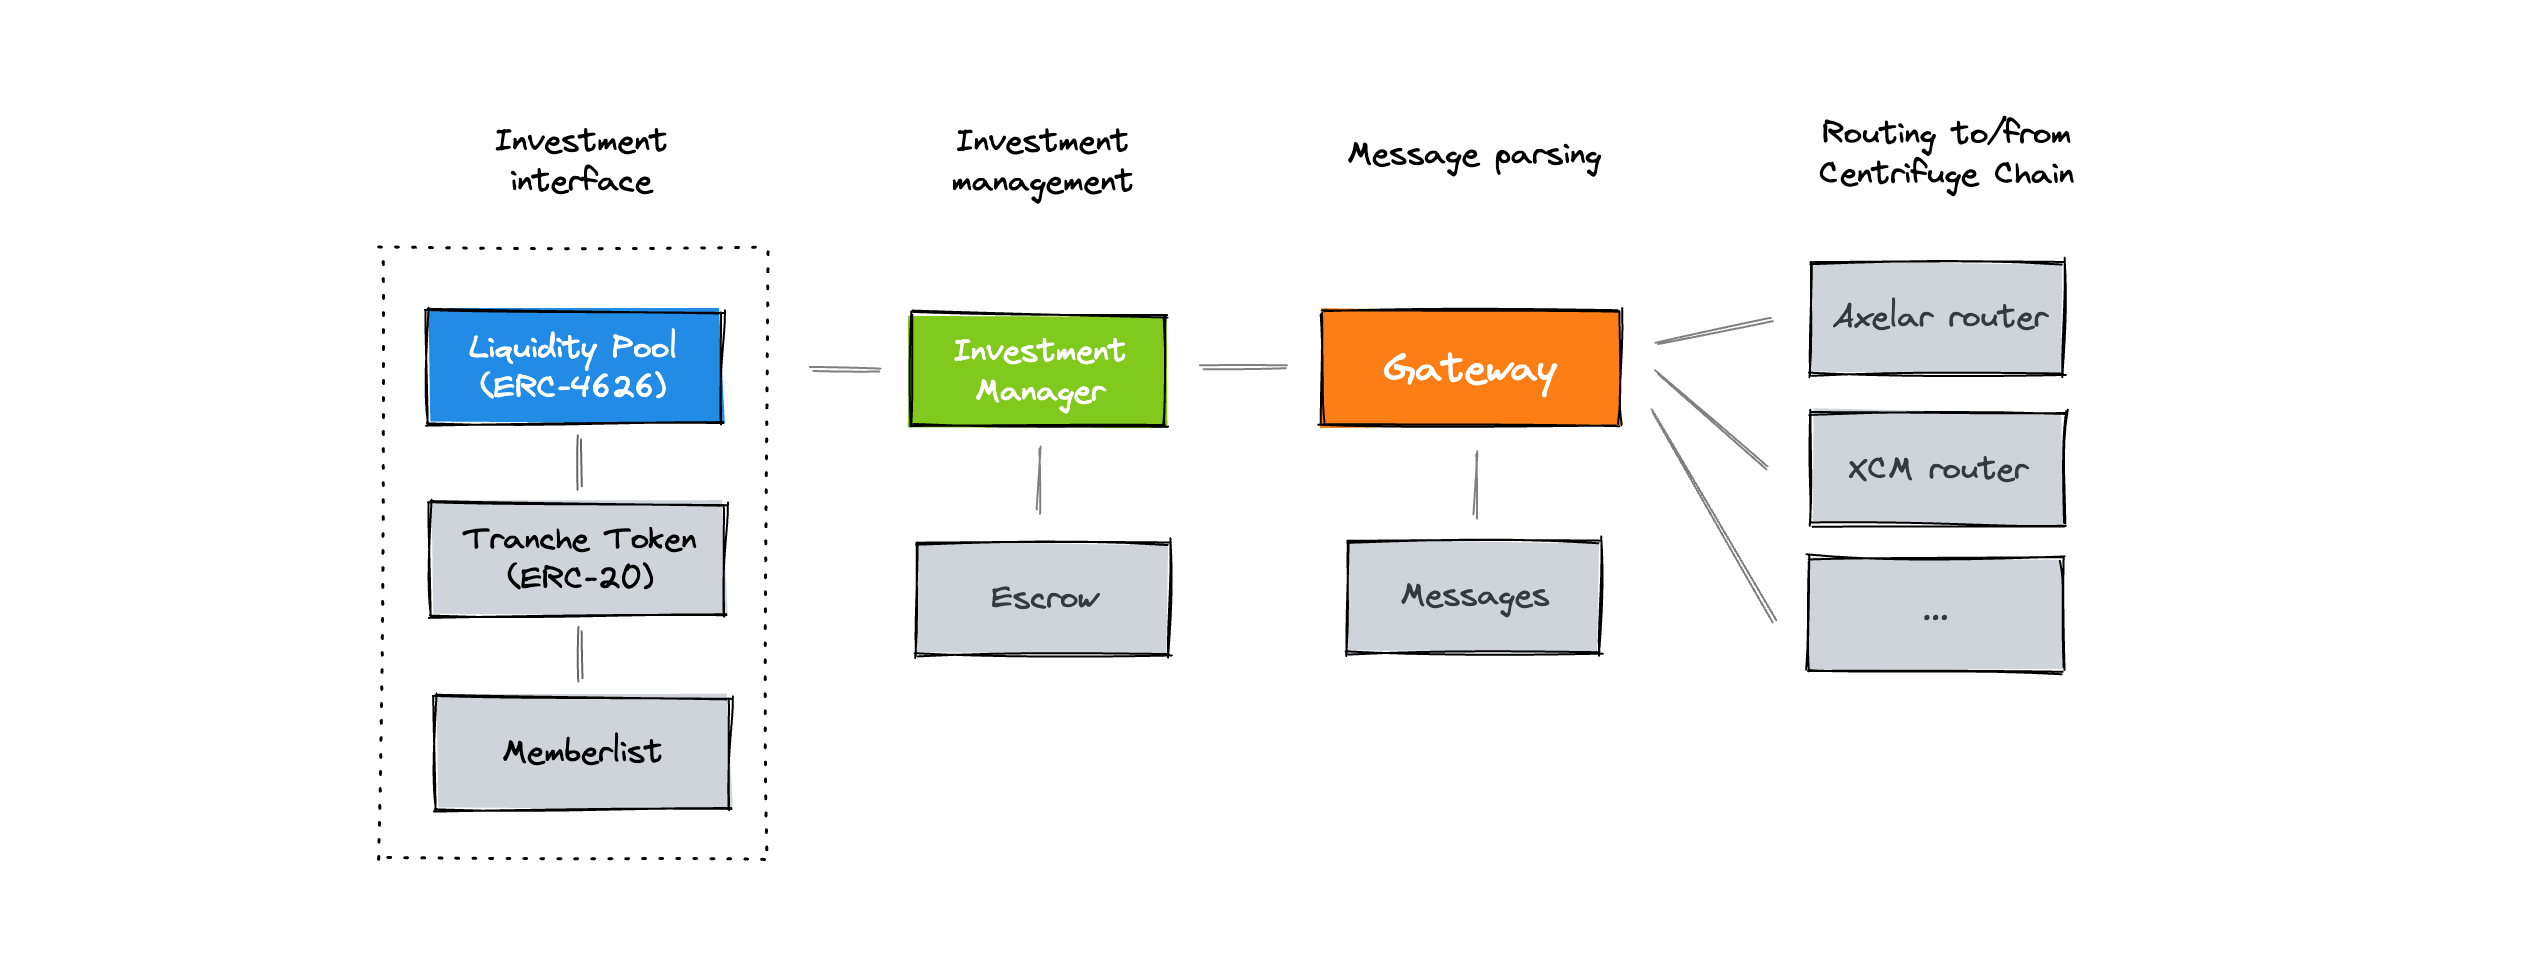 Investment
interface
Investment
management
Message parsing
Routing to/from
Centrifuge Chain
Liquidity Pool
(ERC-4626)
Tranche Token
(ERC-20)
Memberlist
Investment
Manager
Escrow
Gateway
Messages
Axelar router
XCM router
...